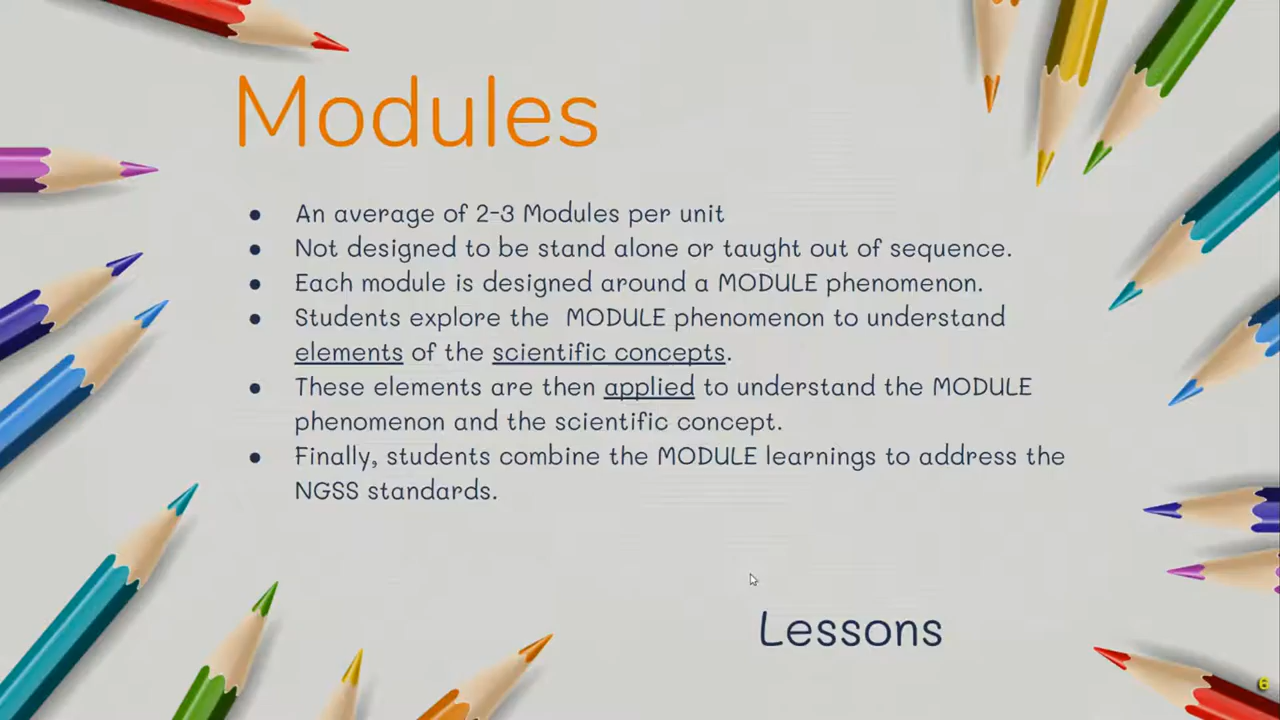 Modules
● An average of 2-3 Modules per unit
● Not designed to be stand alone or taught out of sequence.
● Each module is designed around a MODULE phenomenon.
● Students explore the MODULE phenomenon to understand
elements of the scientific concepts.
● These elements are then applied to understand the MODULE
phenomenon and the scientific concept.
● Finally, students combine the MODULE learnings to address the
NGSS standards.
Lessons
6